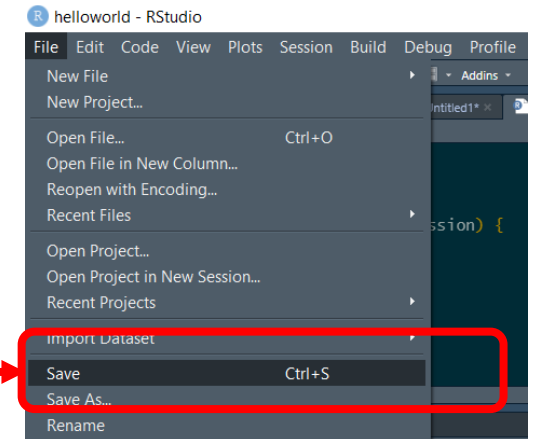 R helloworld - RStudio
File Edit Code View Plots Session Build Debug Profile
New File
Addins
New Project...
ntitled1* ×
Open File... Ctrl+O
Open File in New Column...
Reopen with Encoding...
Recent Files
ssion) {
Open Project...
Open Project in New Session...
Recent Projects
Import Dataset
Save Ctrl+S
Save As...
Rename